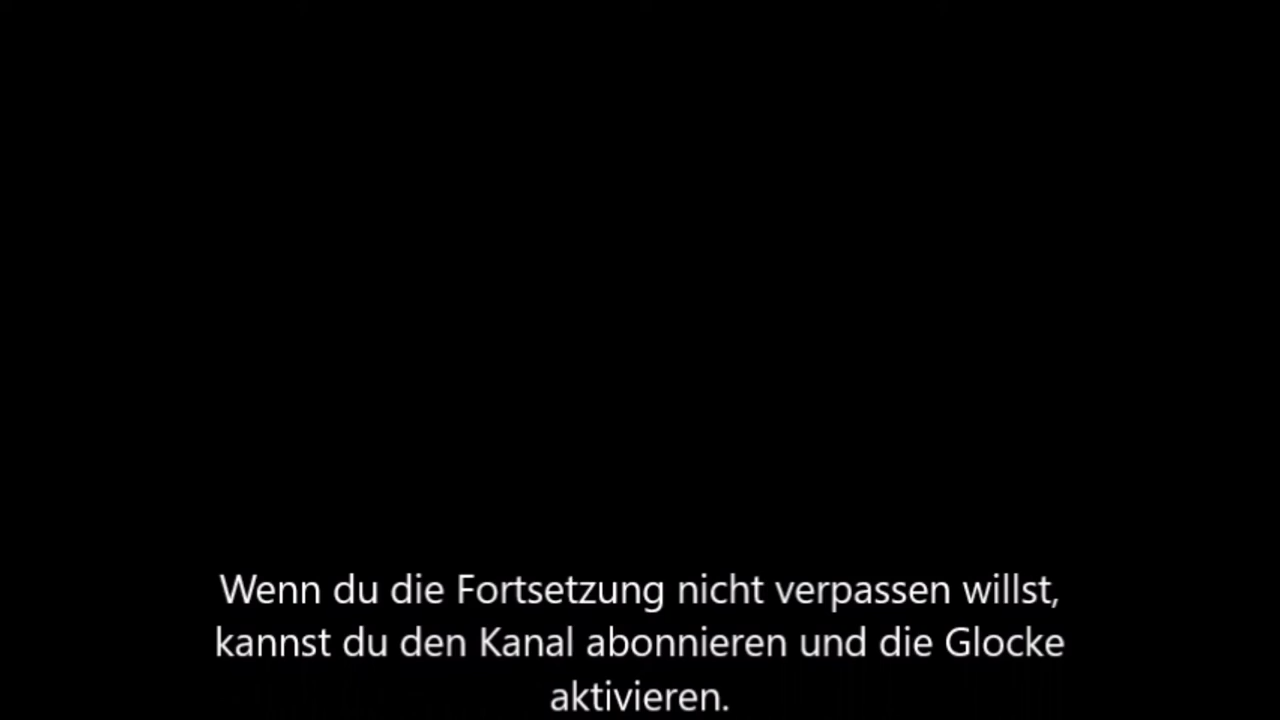 Wenn du die Fortsetzung nicht verpassen willst,
kannst du den Kanal abonnieren und die Glocke
aktivieren.